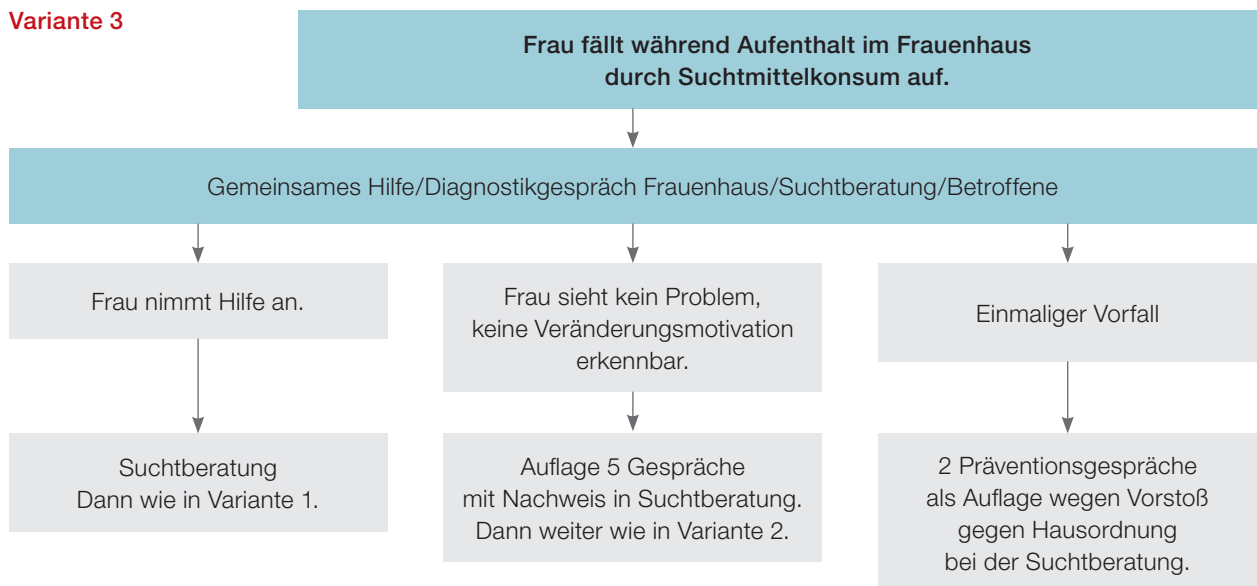 Variante 3
Frau fällt während Aufenthalt im Frauenhaus
durch Suchtmittelkonsum auf.
Gemeinsames Hilfe/Diagnostikgespräch Frauenhaus/Suchtberatung/Betroffene
Frau nimmt Hilfe an.
Frau sieht kein Problem,
keine Veränderungsmotivation
erkennbar.
Einmaliger Vorfall
Suchtberatung
Dann wie in Variante 1.
Auflage 5 Gespräche
mit Nachweis in Suchtberatung.
Dann weiter wie in Variante 2.
2 Präventionsgespräche
als Auflage wegen Vorstoß
gegen Hausordnung
bei der Suchtberatung.